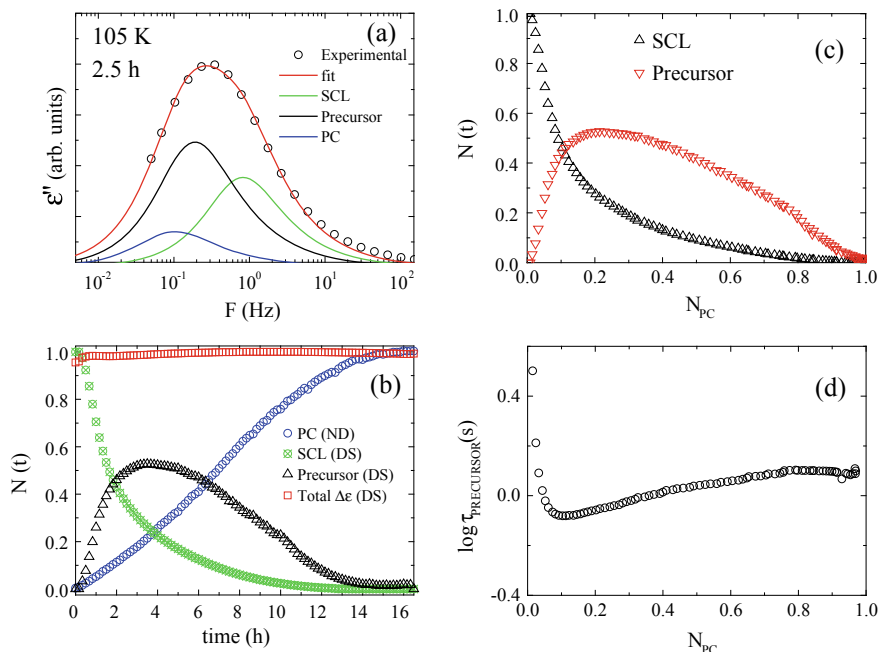 105 K
2.5 h
(a)
Experimental
fit
SCL
Precursor
PC
ε'' (arb. units)
10⁻² 10⁻¹ 10⁰ 10¹ 10²
F (Hz)
(b)
PC (ND)
SCL (DS)
Precursor (DS)
Total Δε (DS)
N (t)
1.0
0.8
0.6
0.4
0.2
0.0
0 2 4 6 8 10 12 14 16
time (h)
(c)
SCL
Precursor
N (t)
1.0
0.8
0.6
0.4
0.2
0.0
0.0 0.2 0.4 0.6 0.8 1.0
N_PC
(d)
log τ_PRECURSOR(s)
0.4
0.0
-0.4
0.0 0.2 0.4 0.6 0.8 1.0
N_PC